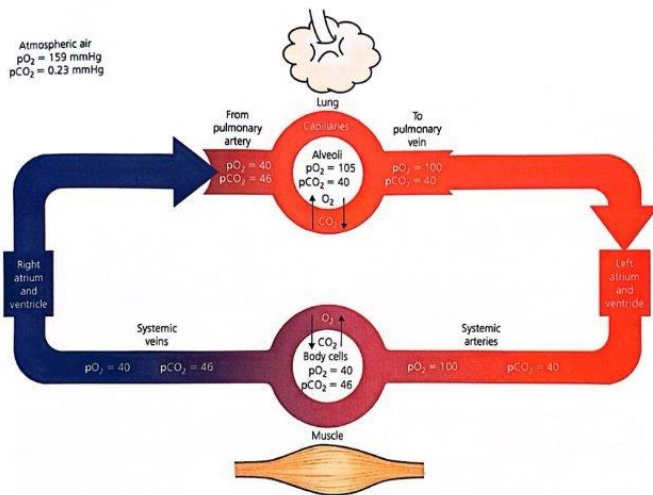 Atmospheric air
pO₂ = 159 mmHg
pCO₂ = 0.23 mmHg
Lung
From
pulmonary
artery
Capillaries
To
pulmonary
vein
pO₂ = 40
pCO₂ = 46
Alveoli
pO₂ = 105
pCO₂ = 40
O₂
CO₂
pO₂ = 100
pCO₂ = 40
Right
atrium
and
ventricle
Left
atrium
and
ventricle
Systemic
veins
O₂
CO₂
Body cells
pO₂ = 40
pCO₂ = 46
Systemic
arteries
pO₂ = 40 pCO₂ = 46
pO₂ = 100 pCO₂ = 40
Muscle